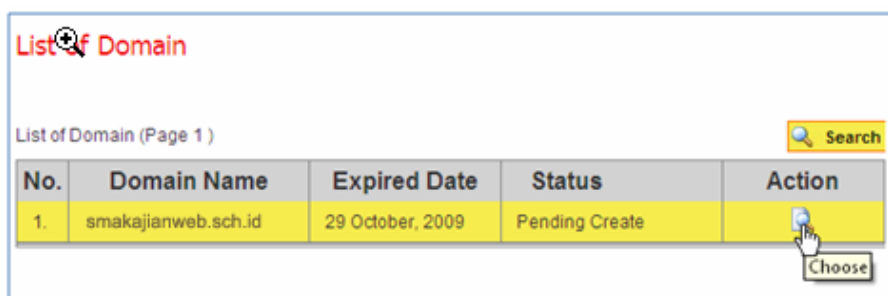 List of Domain
List of Domain (Page 1 )
Search
No. Domain Name Expired Date Status Action
1. smakajianweb.sch.id 29 October, 2009 Pending Create
Choose